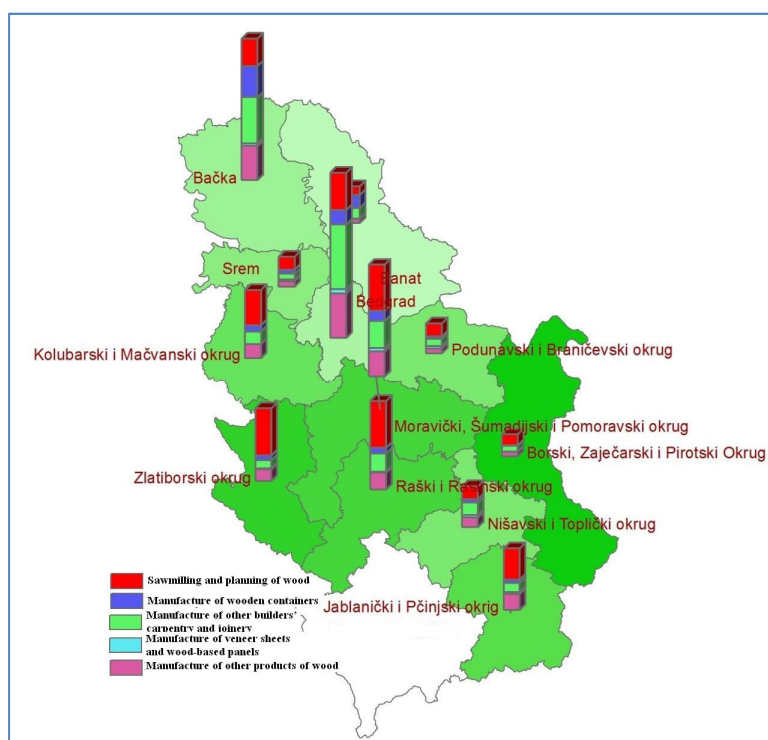 Bačka
Srem
Banat
Beograd
Kolubarski i Mačvanski okrug
Podunavski i Braničevski okrug
Moravički, Šumadijski i Pomoravski okrug
Borski, Zaječarski i Pirotski Okrug
Zlatiborski okrug
Raški i Rasinski okrug
Nišavski i Toplički okrug
Jablanički i Pčinjski okrig
Sawmilling and planning of wood
Manufacture of wooden containers
Manufacture of other builders'
carpentry and joinery
Manufacture of veneer sheets
and wood-based panels
Manufacture of other products of wood